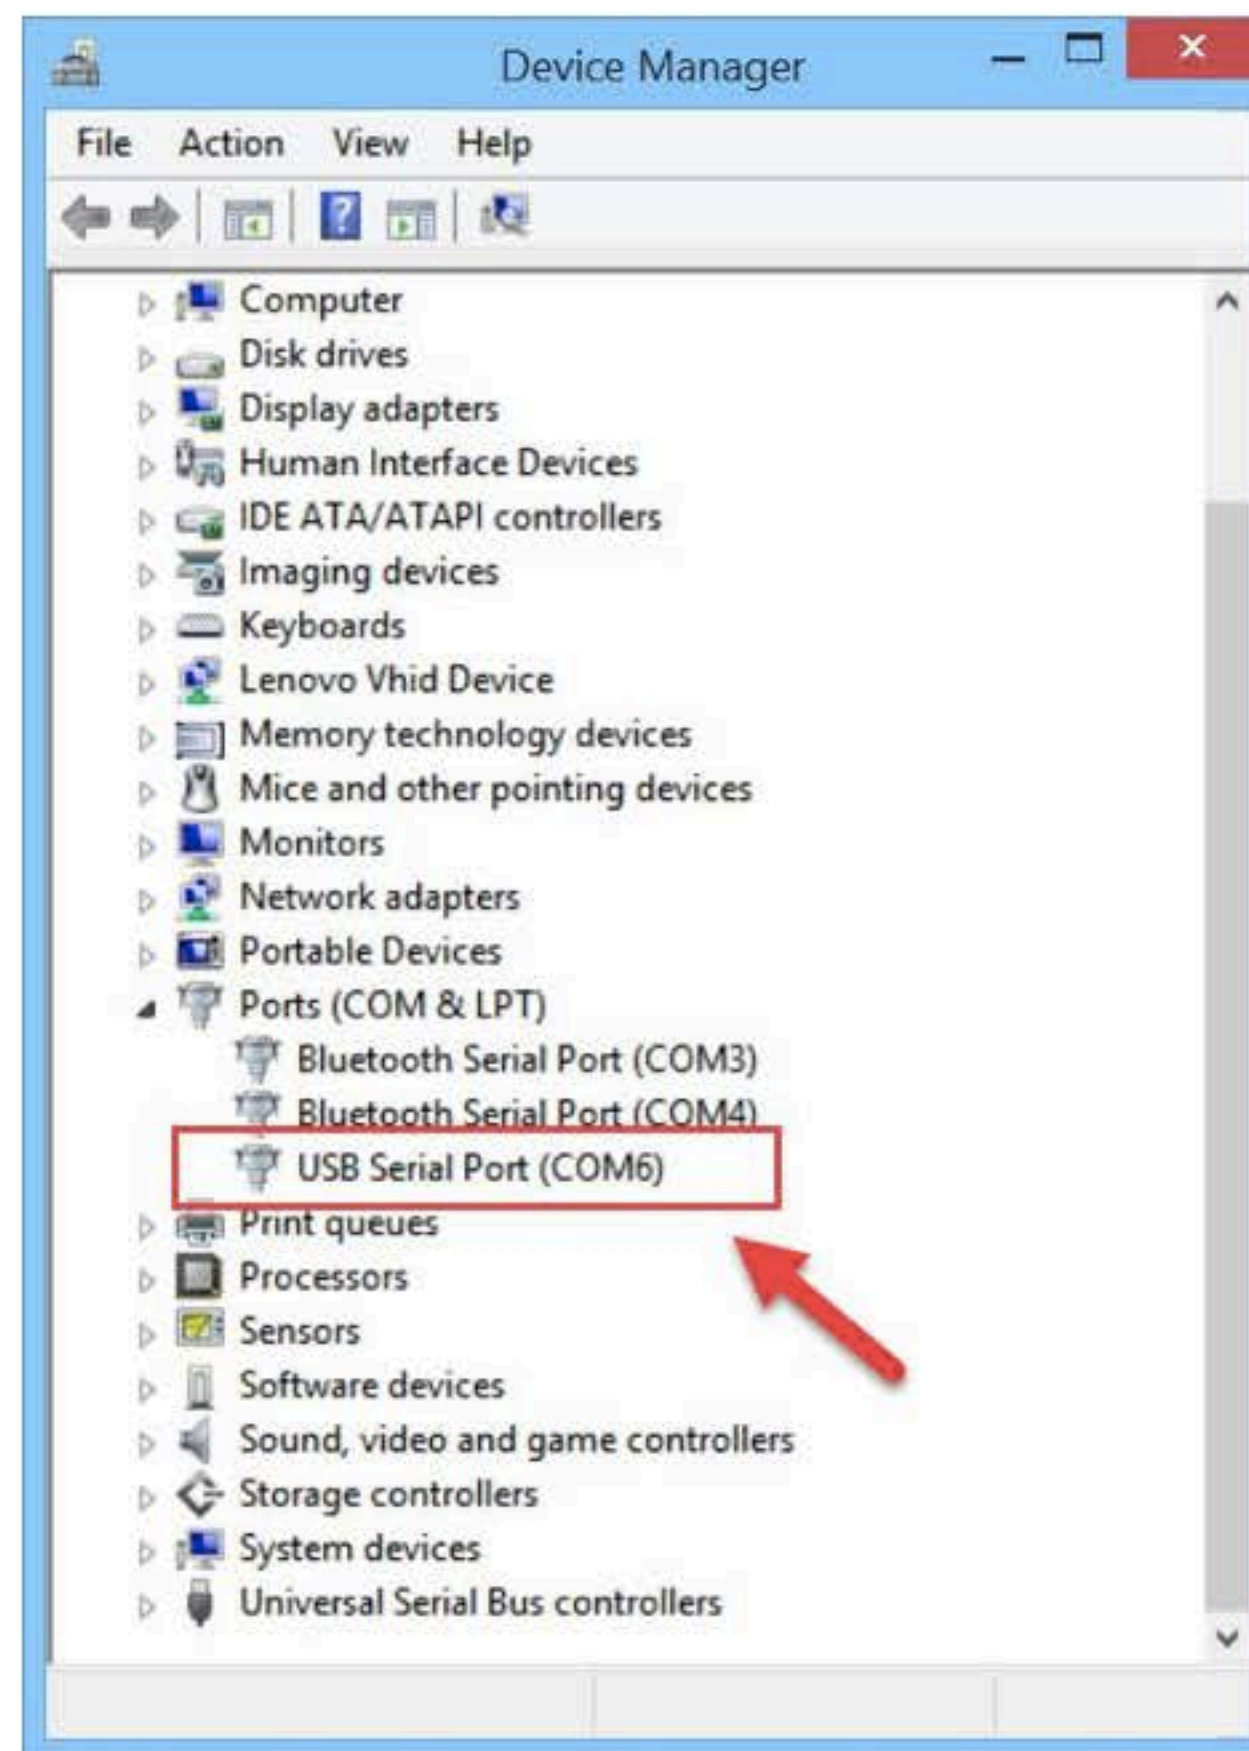 Device Manager
File Action View Help
Computer
Disk drives
Display adapters
Human Interface Devices
IDE ATA/ATAPI controllers
Imaging devices
Keyboards
Lenovo Vhid Device
Memory technology devices
Mice and other pointing devices
Monitors
Network adapters
Portable Devices
Ports (COM & LPT)
Bluetooth Serial Port (COM3)
Bluetooth Serial Port (COM4)
USB Serial Port (COM6)
Print queues
Processors
Sensors
Software devices
Sound, video and game controllers
Storage controllers
System devices
Universal Serial Bus controllers